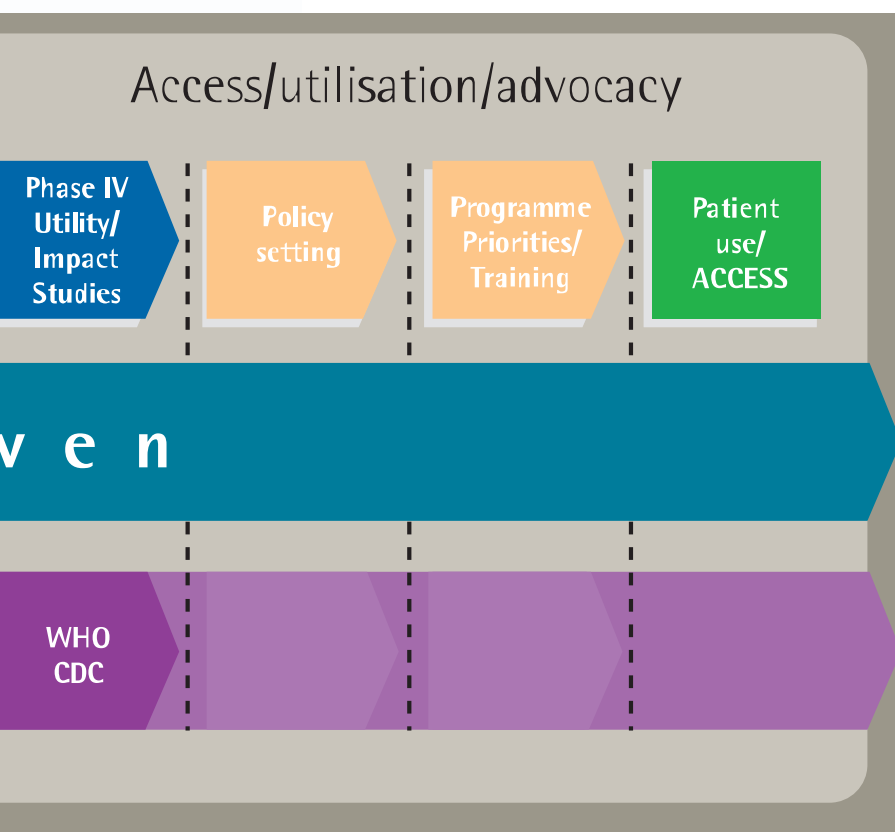 Access/utilisation/advocacy
Phase IV
Utility/
Impact
Studies
Policy
setting
Programme
Priorities/
Training
Patient
use/
ACCESS
v e n
WHO
CDC